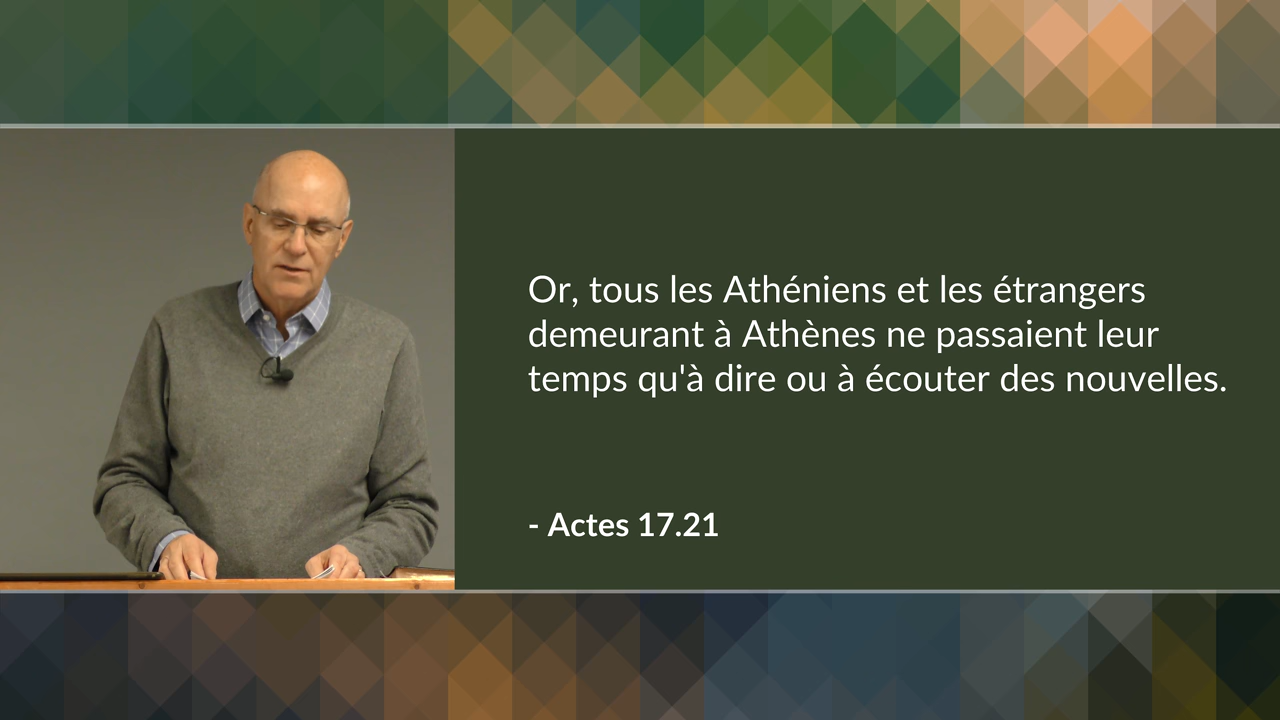 Or, tous les Athéniens et les étrangers
demeurant à Athènes ne passaient leur
temps qu'à dire ou à écouter des nouvelles.
- Actes 17.21